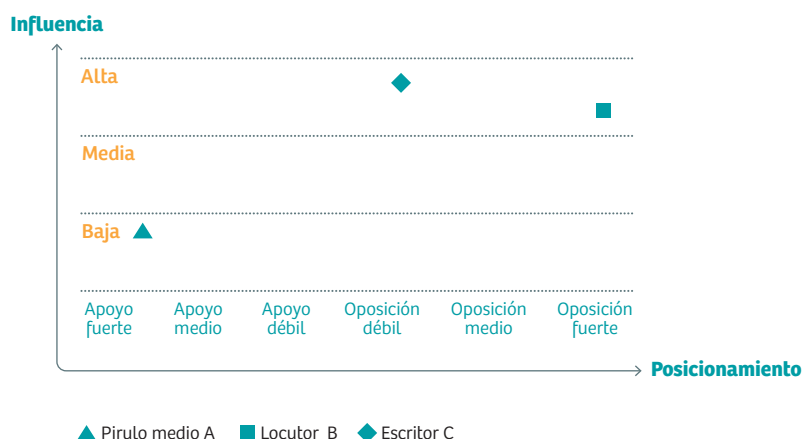 Influencia
Alta
Media
Baja
Apoyo fuerte
Apoyo medio
Apoyo débil
Oposición débil
Oposición medio
Oposición fuerte
Posicionamiento
Pirulo medio A
Locutor B
Escritor C